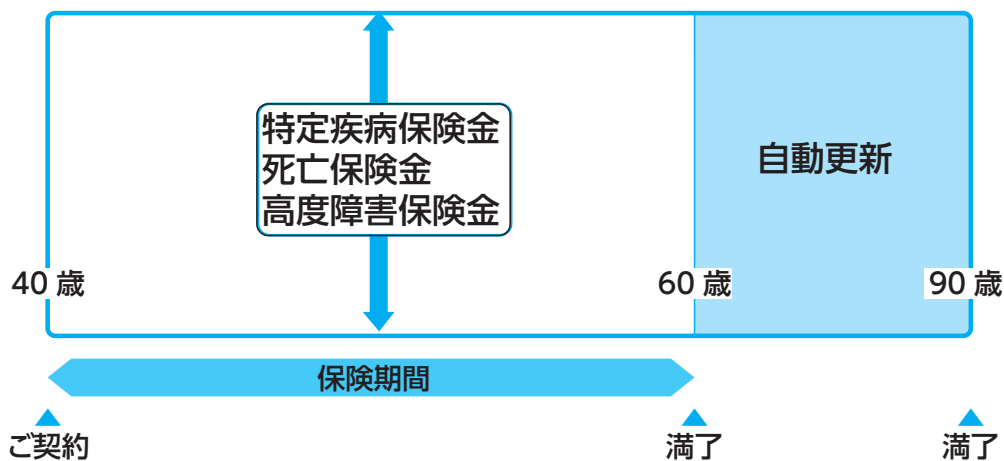 特定疾病保険金
死亡保険金
高度障害保険金
自動更新
40 歳
60 歳
90 歳
保険期間
ご契約
満了
満了